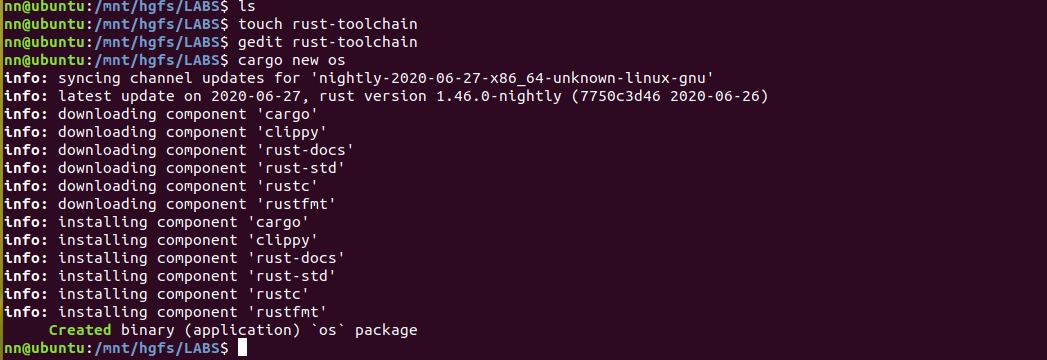 nn@ubuntu:/mnt/hgfs/LABS$ ls
nn@ubuntu:/mnt/hgfs/LABS$ touch rust-toolchain
nn@ubuntu:/mnt/hgfs/LABS$ gedit rust-toolchain
nn@ubuntu:/mnt/hgfs/LABS$ cargo new os
info: syncing channel updates for 'nightly-2020-06-27-x86_64-unknown-linux-gnu'
info: latest update on 2020-06-27, rust version 1.46.0-nightly (7750c3d46 2020-06-26)
info: downloading component 'cargo'
info: downloading component 'clippy'
info: downloading component 'rust-docs'
info: downloading component 'rust-std'
info: downloading component 'rustc'
info: downloading component 'rustfmt'
info: installing component 'cargo'
info: installing component 'clippy'
info: installing component 'rust-docs'
info: installing component 'rust-std'
info: installing component 'rustc'
info: installing component 'rustfmt'
     Created binary (application) `os` package
nn@ubuntu:/mnt/hgfs/LABS$